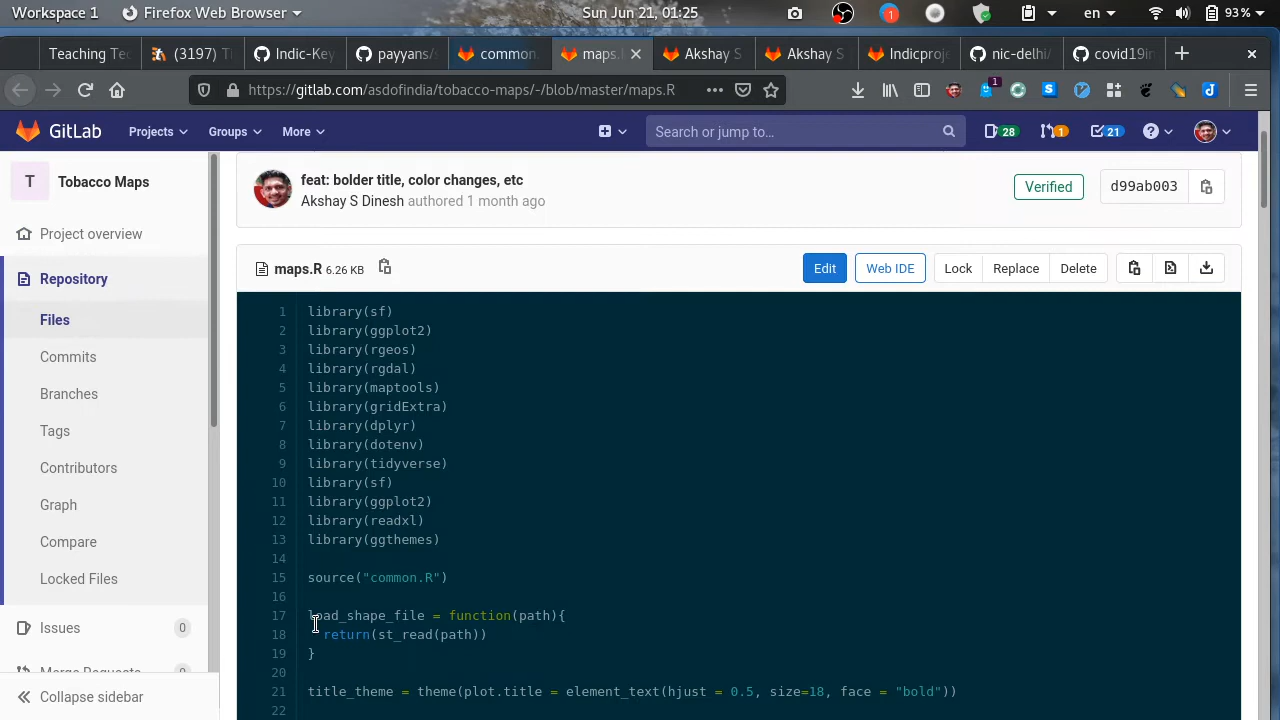 Workspace 1
Firefox Web Browser
Sun Jun 21, 01:25
1
en
93%
Teaching Te
(3197) T
Indic-Key
payyans/
common.
maps.
Akshay S
Akshay S
Indicproj
nic-delhi/
covid19in
https://gitlab.com/asdofindia/tobacco-maps/-/blob/master/maps.R
1
GitLab
Projects
Groups
More
Search or jump to…
28
1
21
T
Tobacco Maps
Project overview
Repository
Files
Commits
Branches
Tags
Contributors
Graph
Compare
Locked Files
Issues
0
Merge Requests
Collapse sidebar
feat: bolder title, color changes, etc
Akshay S Dinesh authored 1 month ago
Verified
d99ab003
maps.R 6.26 KB
Edit
Web IDE
Lock
Replace
Delete
1 library(sf)
2 library(ggplot2)
3 library(rgeos)
4 library(rgdal)
5 library(maptools)
6 library(gridExtra)
7 library(dplyr)
8 library(dotenv)
9 library(tidyverse)
10 library(sf)
11 library(ggplot2)
12 library(readxl)
13 library(ggthemes)
14
15 source("common.R")
16
17 load_shape_file = function(path){
18 return(st_read(path))
19 }
20
21 title_theme = theme(plot.title = element_text(hjust = 0.5, size=18, face = "bold"))
22